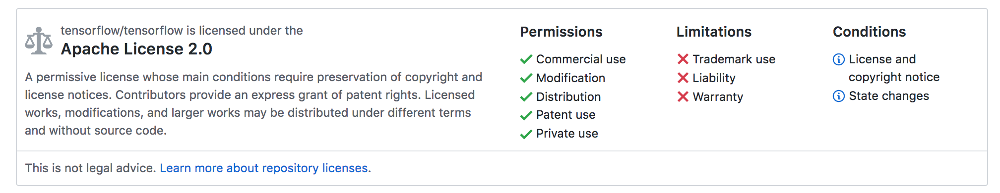 tensorflow/tensorflow is licensed under the
Apache License 2.0
A permissive license whose main conditions require preservation of copyright and
license notices. Contributors provide an express grant of patent rights. Licensed
works, modifications, and larger works may be distributed under different terms
and without source code.
Permissions
Commercial use
Modification
Distribution
Patent use
Private use
Limitations
Trademark use
Liability
Warranty
Conditions
License and
copyright notice
State changes
This is not legal advice. Learn more about repository licenses.